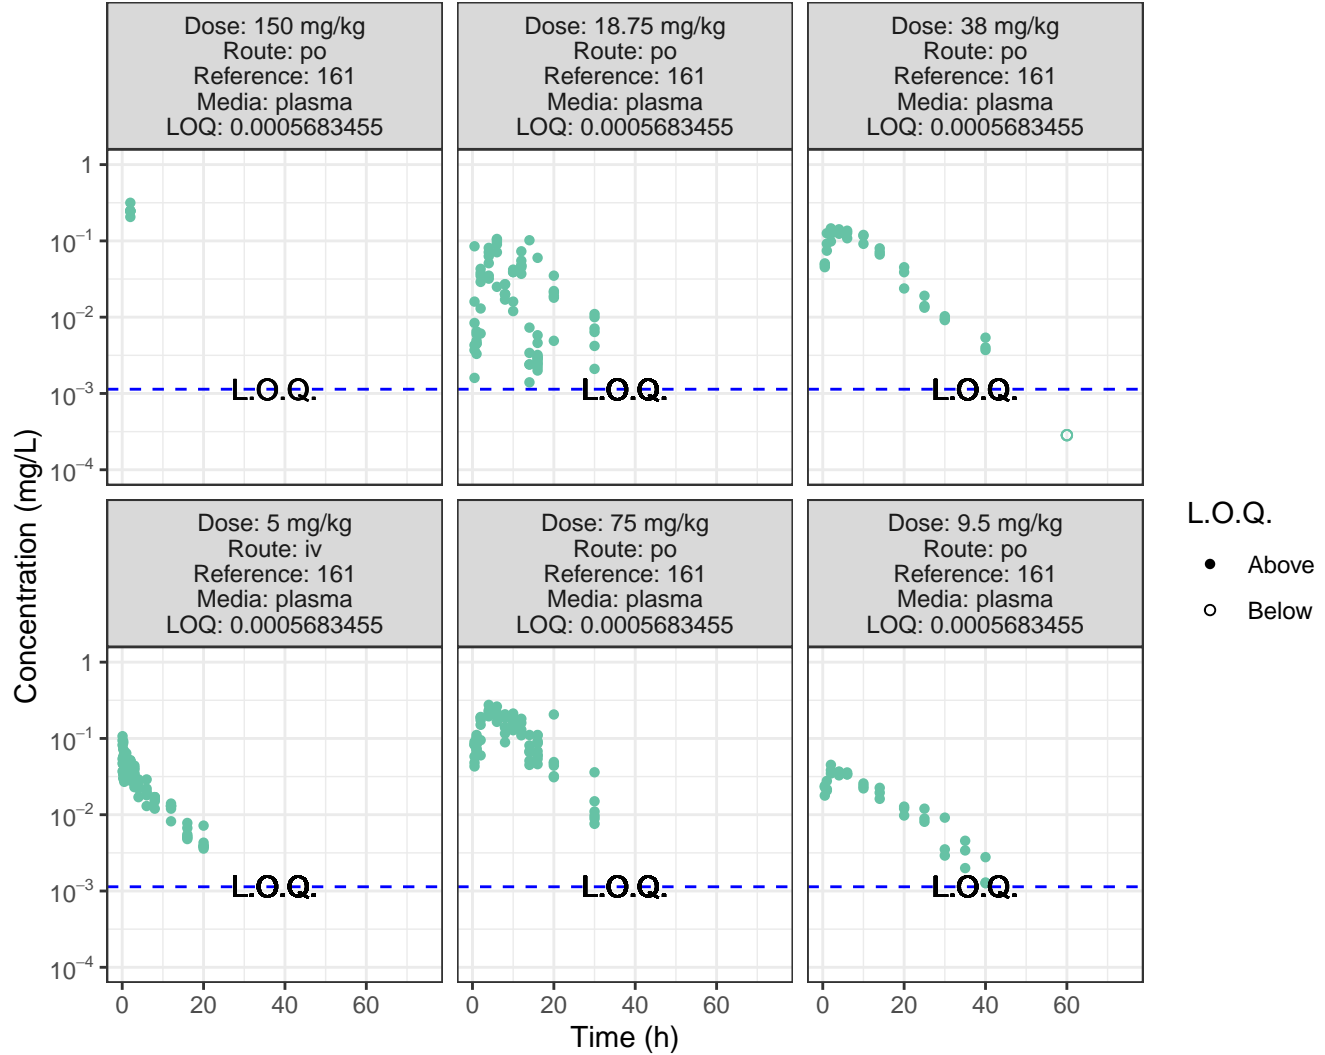 Dose: 150 mg/kg
Route: po
Reference: 161
Media: plasma
LOQ: 0.0005683455
Dose: 18.75 mg/kg
Route: po
Reference: 161
Media: plasma
LOQ: 0.0005683455
Dose: 38 mg/kg
Route: po
Reference: 161
Media: plasma
LOQ: 0.0005683455
1
10⁻¹
10⁻²
10⁻³
10⁻⁴
L.O.Q.
L.O.Q.
L.O.Q.
Concentration (mg/L)
Dose: 5 mg/kg
Route: iv
Reference: 161
Media: plasma
LOQ: 0.0005683455
Dose: 75 mg/kg
Route: po
Reference: 161
Media: plasma
LOQ: 0.0005683455
Dose: 9.5 mg/kg
Route: po
Reference: 161
Media: plasma
LOQ: 0.0005683455
1
10⁻¹
10⁻²
10⁻³
10⁻⁴
L.O.Q.
L.O.Q.
L.O.Q.
0 20 40 60
0 20 40 60
0 20 40 60
Time (h)
L.O.Q.
Above
Below